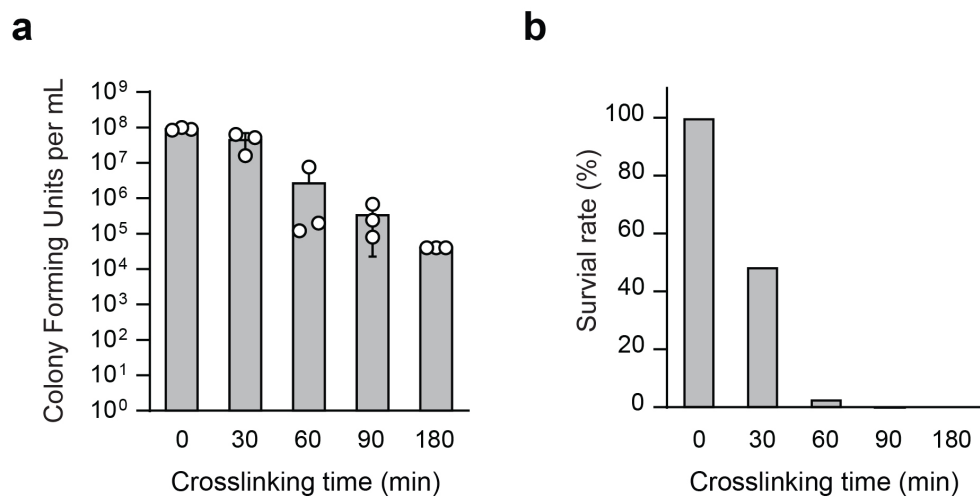 a
Colony Forming Units per mL
10⁹
10⁸
10⁷
10⁶
10⁵
10⁴
10³
10²
10¹
10⁰
0 30 60 90 180
Crosslinking time (min)
b
Survial rate (%)
100
80
60
40
20
0
0 30 60 90 180
Crosslinking time (min)